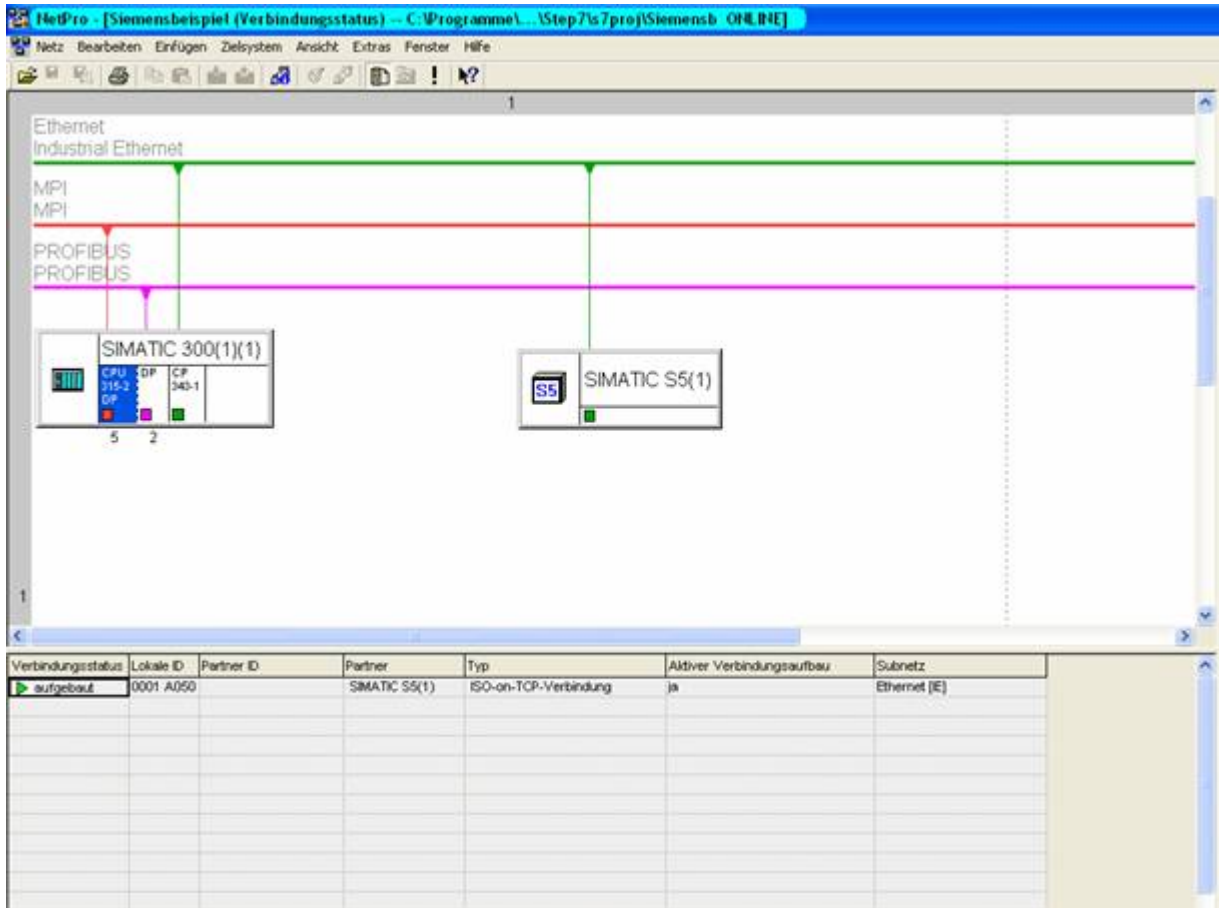 NetPro - [Siemensbeispiel (Verbindungsstatus) -- C:\Programme\...\Step7\s7proj\Siemensb ONLINE]
Netz Bearbeiten Einfügen Zielsystem Ansicht Extras Fenster Hilfe
1
Ethernet
Industrial Ethernet
MPI
MPI
PROFIBUS
PROFIBUS
SIMATIC 300(1)(1)
CPU 315-2 DP
DP
CP 343-1
5 2
S5
SIMATIC S5(1)
1
Verbindungsstatus Lokale ID Partner ID Partner Typ Aktiver Verbindungsaufbau Subnetz
aufgebaut 0001 A050 SIMATIC S5(1) ISO-on-TCP-Verbindung ja Ethernet [IE]